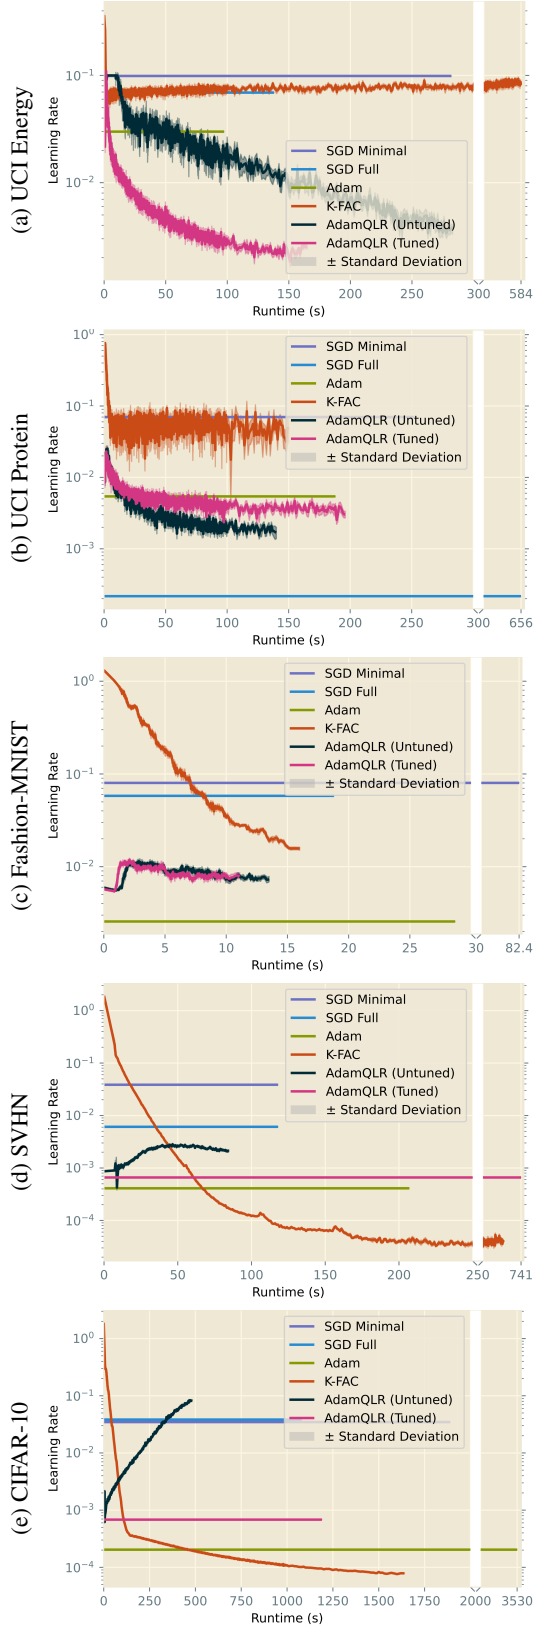 (a) UCI Energy
Learning Rate
10⁻¹
10⁻²
SGD Minimal
SGD Full
Adam
K-FAC
AdamQLR (Untuned)
AdamQLR (Tuned)
± Standard Deviation
0 50 100 150 200 250 300 584
Runtime (s)
(b) UCI Protein
Learning Rate
10⁰
10⁻¹
10⁻²
10⁻³
SGD Minimal
SGD Full
Adam
K-FAC
AdamQLR (Untuned)
AdamQLR (Tuned)
± Standard Deviation
0 50 100 150 200 250 300 656
Runtime (s)
(c) Fashion-MNIST
Learning Rate
10⁰
10⁻¹
10⁻²
SGD Minimal
SGD Full
Adam
K-FAC
AdamQLR (Untuned)
AdamQLR (Tuned)
± Standard Deviation
0 5 10 15 20 25 30 82.4
Runtime (s)
(d) SVHN
Learning Rate
10⁰
10⁻¹
10⁻²
10⁻³
10⁻⁴
SGD Minimal
SGD Full
Adam
K-FAC
AdamQLR (Untuned)
AdamQLR (Tuned)
± Standard Deviation
0 50 100 150 200 250 741
Runtime (s)
(e) CIFAR-10
Learning Rate
10⁰
10⁻¹
10⁻²
10⁻³
10⁻⁴
SGD Minimal
SGD Full
Adam
K-FAC
AdamQLR (Untuned)
AdamQLR (Tuned)
± Standard Deviation
0 250 500 750 1000 1250 1500 1750 2000 3530
Runtime (s)